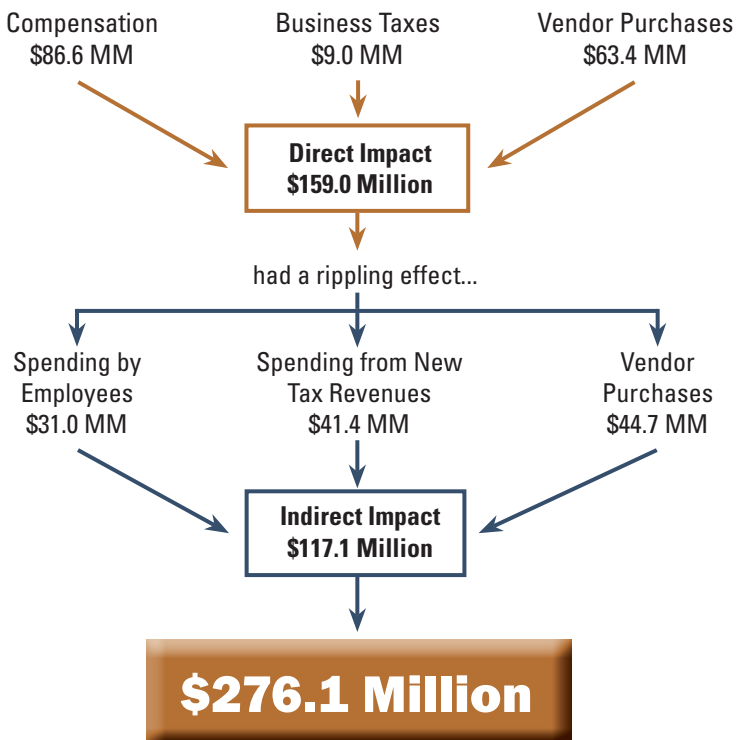 Compensation
$86.6 MM
Business Taxes
$9.0 MM
Vendor Purchases
$63.4 MM
Direct Impact
$159.0 Million
had a rippling effect...
Spending by
Employees
$31.0 MM
Spending from New
Tax Revenues
$41.4 MM
Vendor
Purchases
$44.7 MM
Indirect Impact
$117.1 Million
$276.1 Million